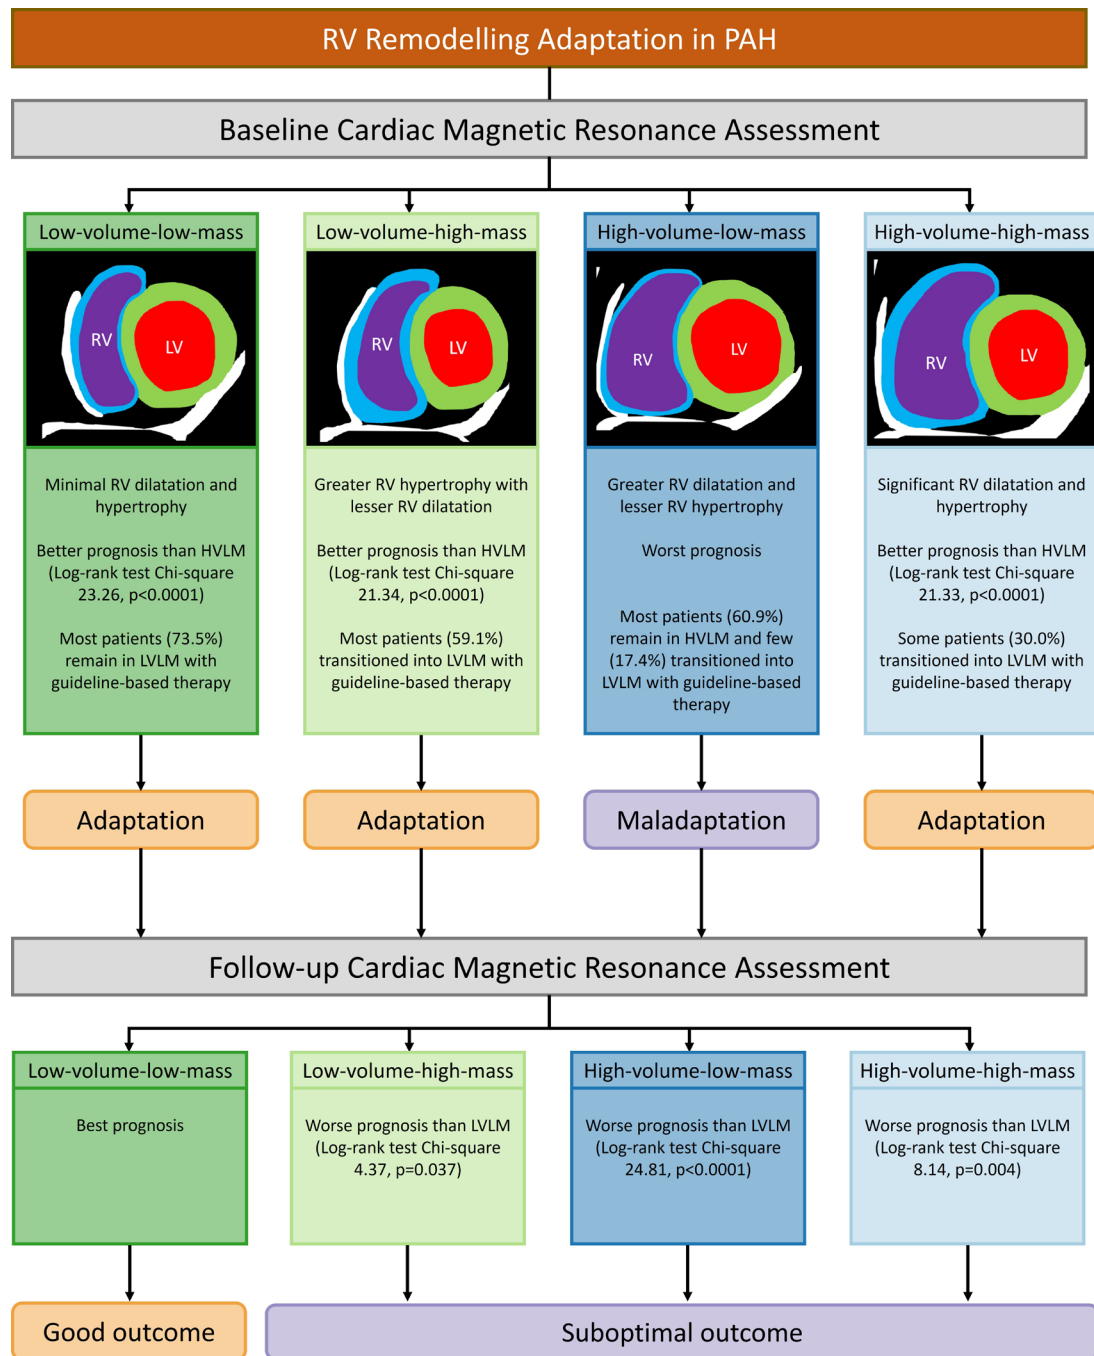 RV Remodelling Adaptation in PAH
Baseline Cardiac Magnetic Resonance Assessment
Low-volume-low-mass
RV
LV
Minimal RV dilatation and
hypertrophy
Better prognosis than HVLM
(Log-rank test Chi-square
23.26, p<0.0001)
Most patients (73.5%)
remain in LVLM with
guideline-based therapy
Adaptation
Low-volume-high-mass
RV
LV
Greater RV hypertrophy with
lesser RV dilatation
Better prognosis than HVLM
(Log-rank test Chi-square
21.34, p<0.0001)
Most patients (59.1%)
transitioned into LVLM with
guideline-based therapy
Adaptation
High-volume-low-mass
RV
LV
Greater RV dilatation and
lesser RV hypertrophy
Worst prognosis
Most patients (60.9%)
remain in HVLM and few
(17.4%) transitioned into
LVLM with guideline-based
therapy
Maladaptation
High-volume-high-mass
RV
LV
Significant RV dilatation and
hypertrophy
Better prognosis than HVLM
(Log-rank test Chi-square
21.33, p<0.0001)
Some patients (30.0%)
transitioned into LVLM with
guideline-based therapy
Adaptation
Follow-up Cardiac Magnetic Resonance Assessment
Low-volume-low-mass
Best prognosis
Low-volume-high-mass
Worse prognosis than LVLM
(Log-rank test Chi-square
4.37, p=0.037)
High-volume-low-mass
Worse prognosis than LVLM
(Log-rank test Chi-square
24.81, p<0.0001)
High-volume-high-mass
Worse prognosis than LVLM
(Log-rank test Chi-square
8.14, p=0.004)
Good outcome
Suboptimal outcome